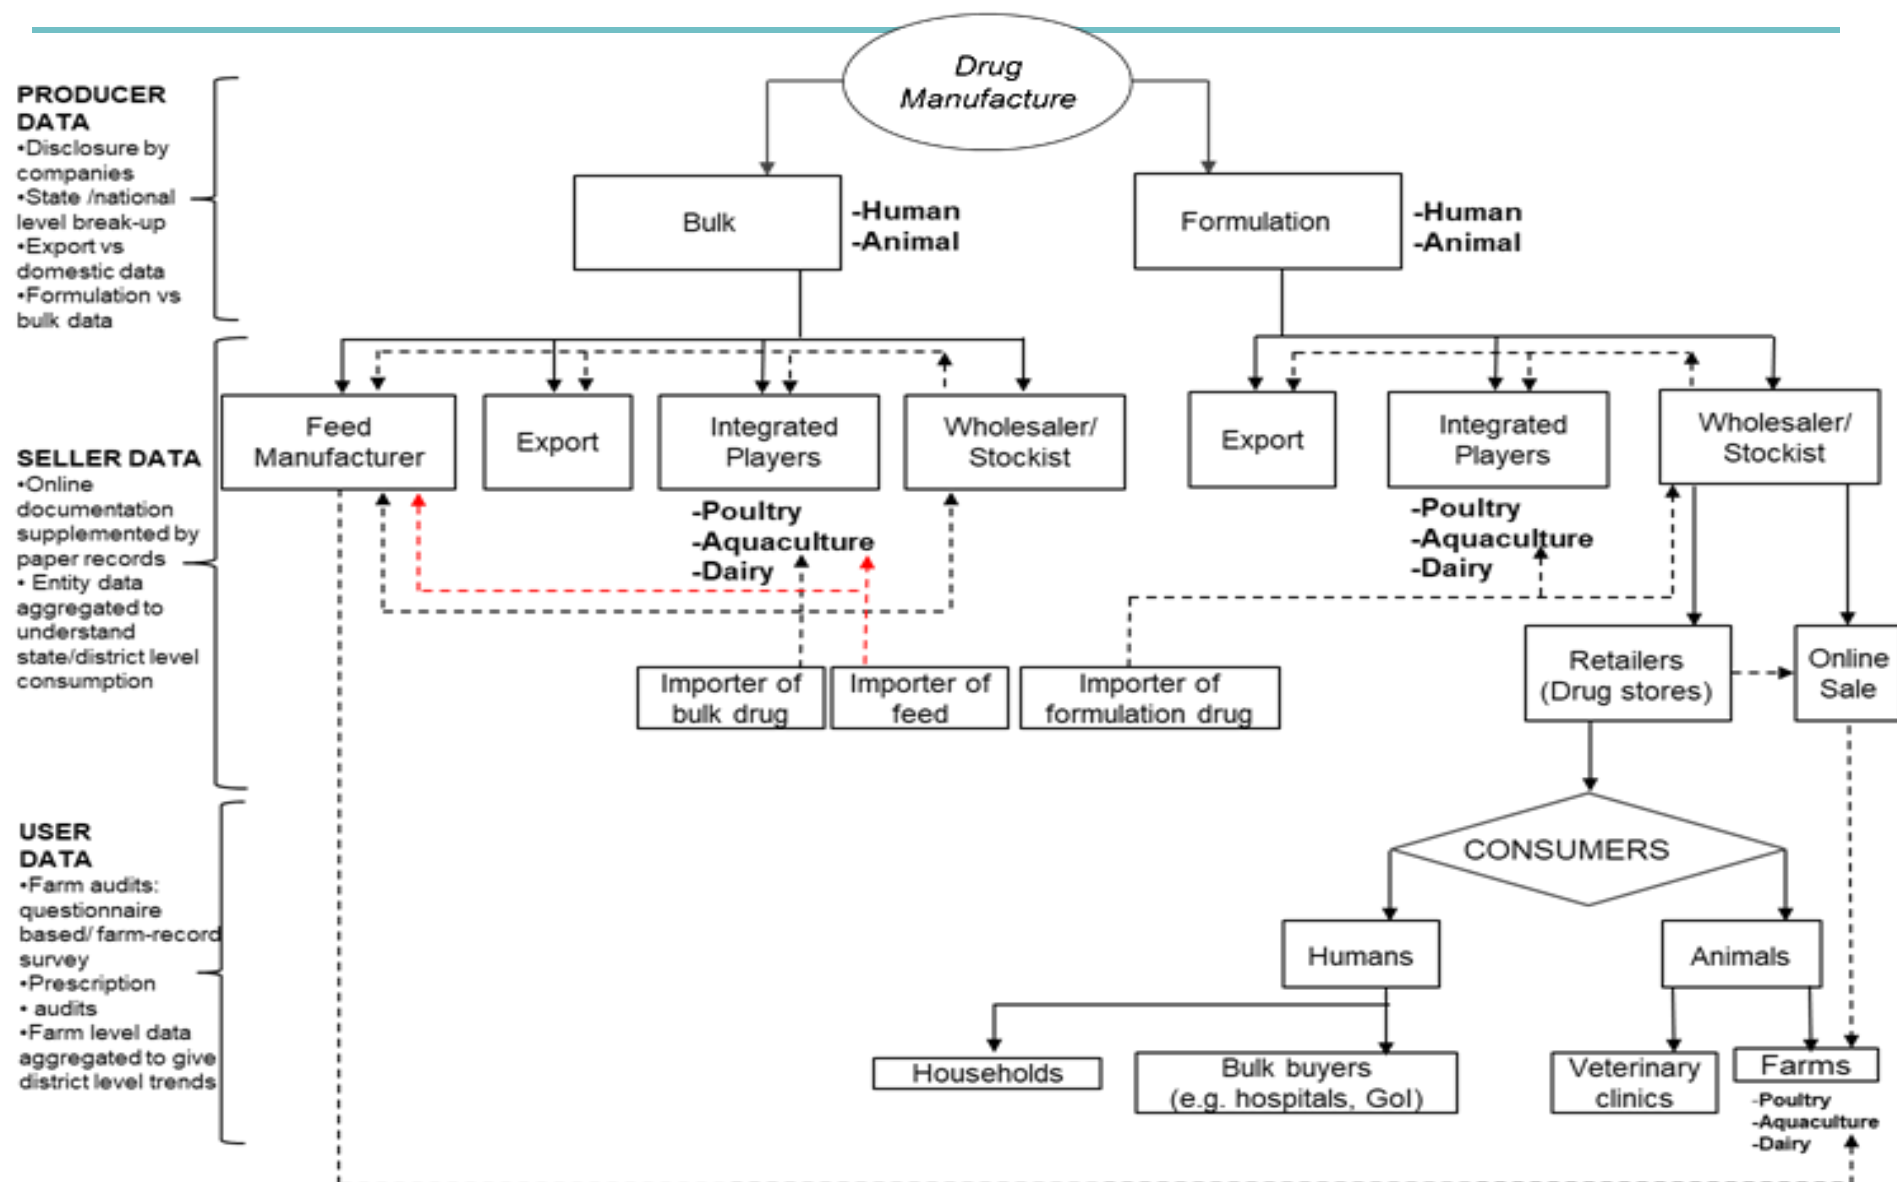 Drug
Manufacture
PRODUCER
DATA
•Disclosure by
companies
•State /national
level break-up
•Export vs
domestic data
•Formulation vs
bulk data
Bulk
-Human
-Animal
Formulation
-Human
-Animal
SELLER DATA
•Online
documentation
supplemented by
paper records
• Entity data
aggregated to
understand
state/district level
consumption
Feed
Manufacturer
Export
Integrated
Players
-Poultry
-Aquaculture
-Dairy
Wholesaler/
Stockist
Export
Integrated
Players
-Poultry
-Aquaculture
-Dairy
Wholesaler/
Stockist
Importer of
bulk drug
Importer of
feed
Importer of
formulation drug
Retailers
(Drug stores)
Online
Sale
USER
DATA
•Farm audits:
questionnaire
based/ farm-record
survey
•Prescription
• audits
•Farm level data
aggregated to give
district level trends
CONSUMERS
Humans
Animals
Households
Bulk buyers
(e.g. hospitals, GoI)
Veterinary
clinics
Farms
-Poultry
-Aquaculture
-Dairy